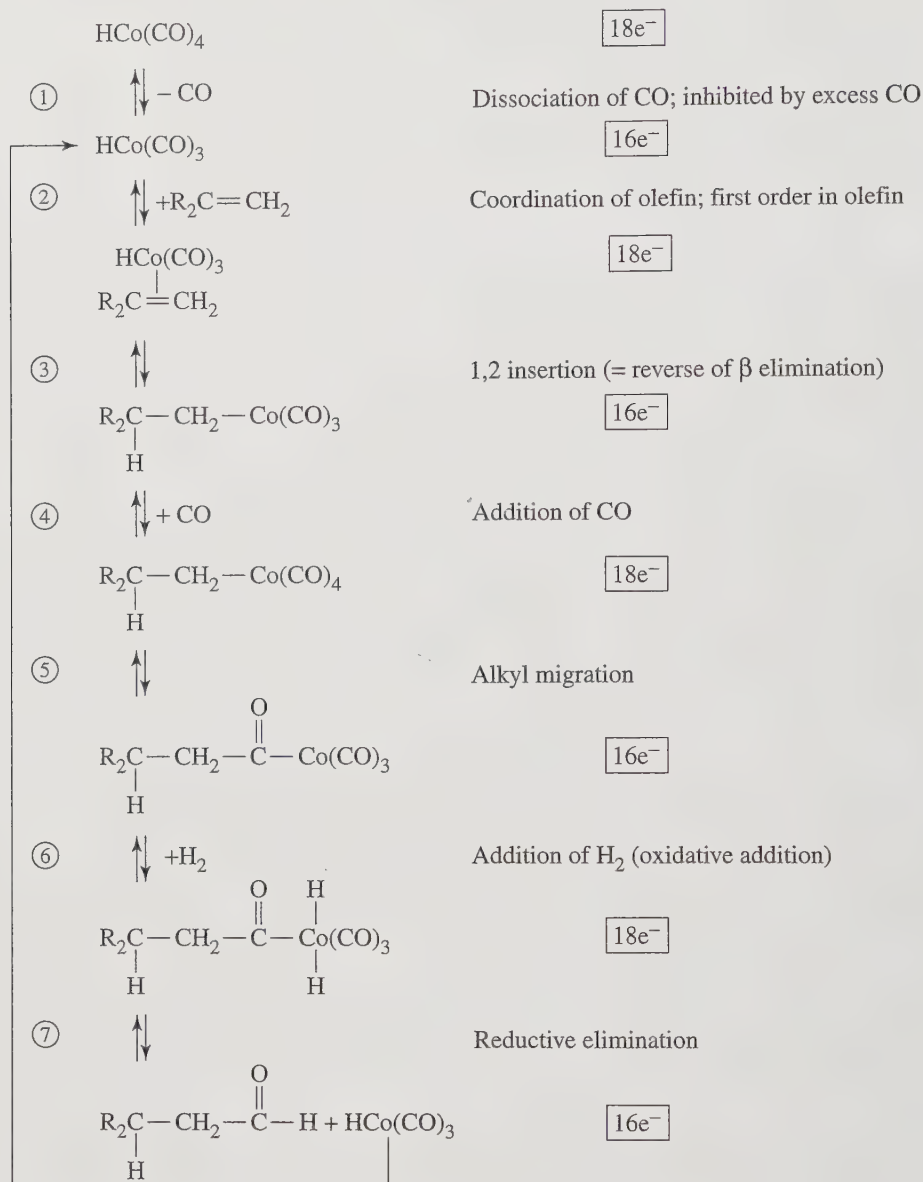 HCo(CO)₄ 18e⁻
① − CO Dissociation of CO; inhibited by excess CO
HCo(CO)₃ 16e⁻
② +R₂C=CH₂ Coordination of olefin; first order in olefin
HCo(CO)₃ 18e⁻
R₂C=CH₂
③ 1,2 insertion (= reverse of β elimination)
R₂C—CH₂—Co(CO)₃ 16e⁻
H
④ + CO Addition of CO
R₂C—CH₂—Co(CO)₄ 18e⁻
H
⑤ Alkyl migration
O
R₂C—CH₂—C—Co(CO)₃ 16e⁻
H
⑥ +H₂ Addition of H₂ (oxidative addition)
O H
R₂C—CH₂—C—Co(CO)₃ 18e⁻
H H
⑦ Reductive elimination
O
R₂C—CH₂—C—H + HCo(CO)₃ 16e⁻
H